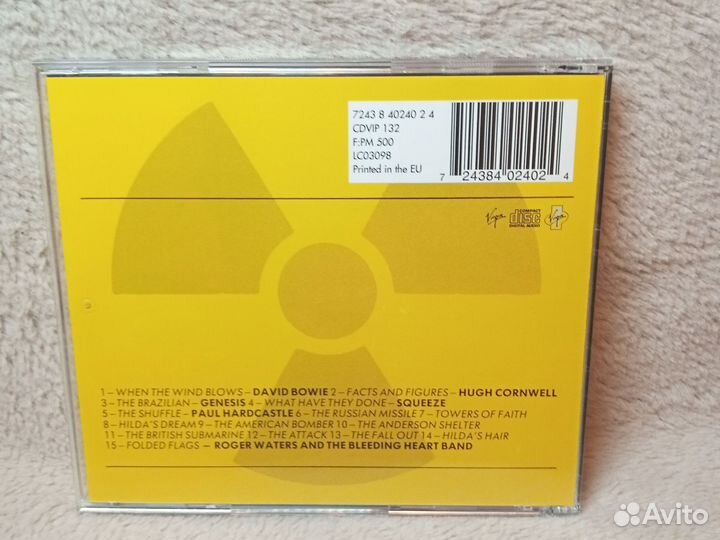 7243 8 40240 2 4
CDVIP 132
F:PM 500
LC03098
Printed in the EU
7 24384 02402 4
Virgin
COMPACT
disc
DIGITAL AUDIO
Virgin
1 – WHEN THE WIND BLOWS – DAVID BOWIE 2 – FACTS AND FIGURES – HUGH CORNWELL
3 – THE BRAZILIAN – GENESIS 4 – WHAT HAVE THEY DONE – SQUEEZE
5 – THE SHUFFLE – PAUL HARDCASTLE 6 – THE RUSSIAN MISSILE 7 – TOWERS OF FAITH
8 – HILDA'S DREAM 9 – THE AMERICAN BOMBER 10 – THE ANDERSON SHELTER
11 – THE BRITISH SUBMARINE 12 – THE ATTACK 13 – THE FALL OUT 14 – HILDA'S HAIR
15 – FOLDED FLAGS – ROGER WATERS AND THE BLEEDING HEART BAND
Avito